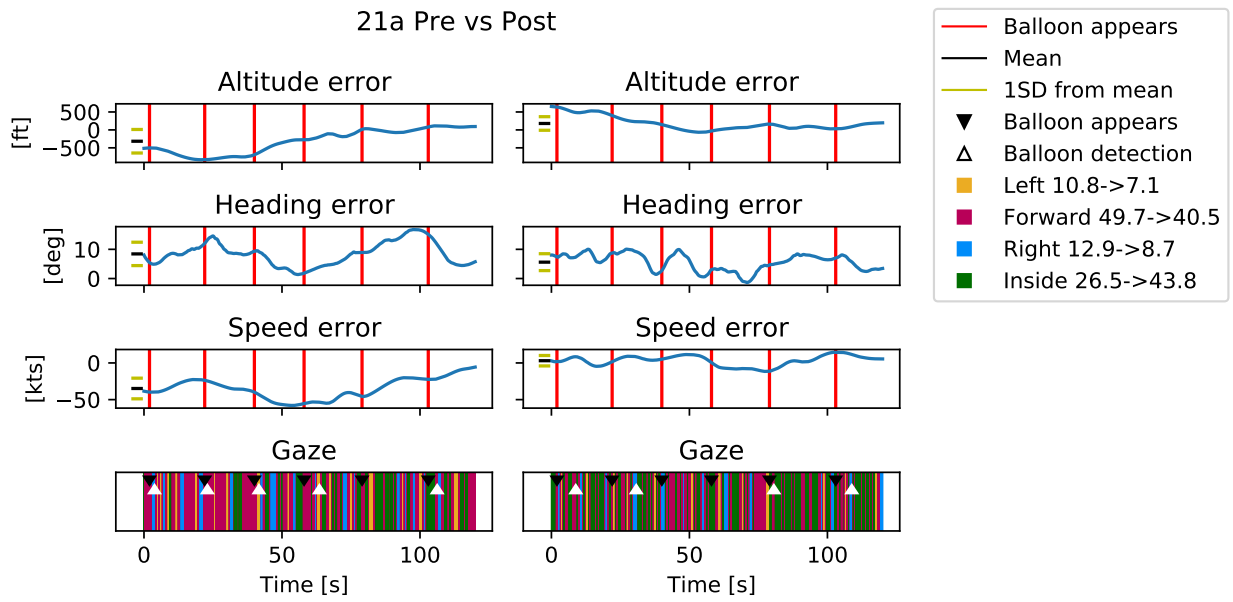 21a Pre vs Post
Altitude error
Altitude error
[ft]
500
0
−500
Heading error
Heading error
[deg]
10
0
Speed error
Speed error
[kts]
0
−50
Gaze
Gaze
0
50
100
0
50
100
Time [s]
Time [s]
Balloon appears
Mean
1SD from mean
Balloon appears
Balloon detection
Left 10.8->7.1
Forward 49.7->40.5
Right 12.9->8.7
Inside 26.5->43.8